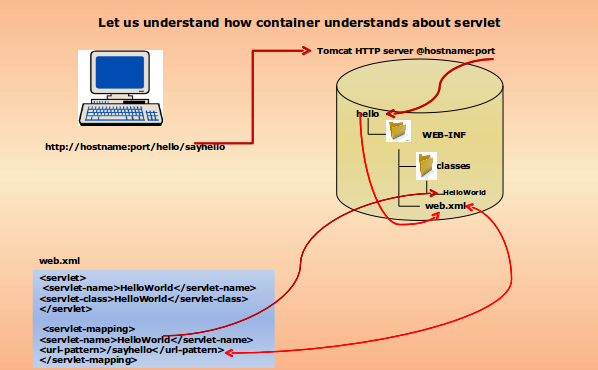 Let us understand how container understands about servlet
Tomcat HTTP server @hostname:port
hello
WEB-INF
http://hostname:port/hello/sayhello
classes
HelloWorld
web.xml
web.xml
<servlet>
<servlet-name>HelloWorld</servlet-name>
<servlet-class>HelloWorld</servlet-class>
</servlet>
<servlet-mapping>
<servlet-name>HelloWorld</servlet-name>
<url-pattern>/sayhello</url-pattern>
</servlet-mapping>